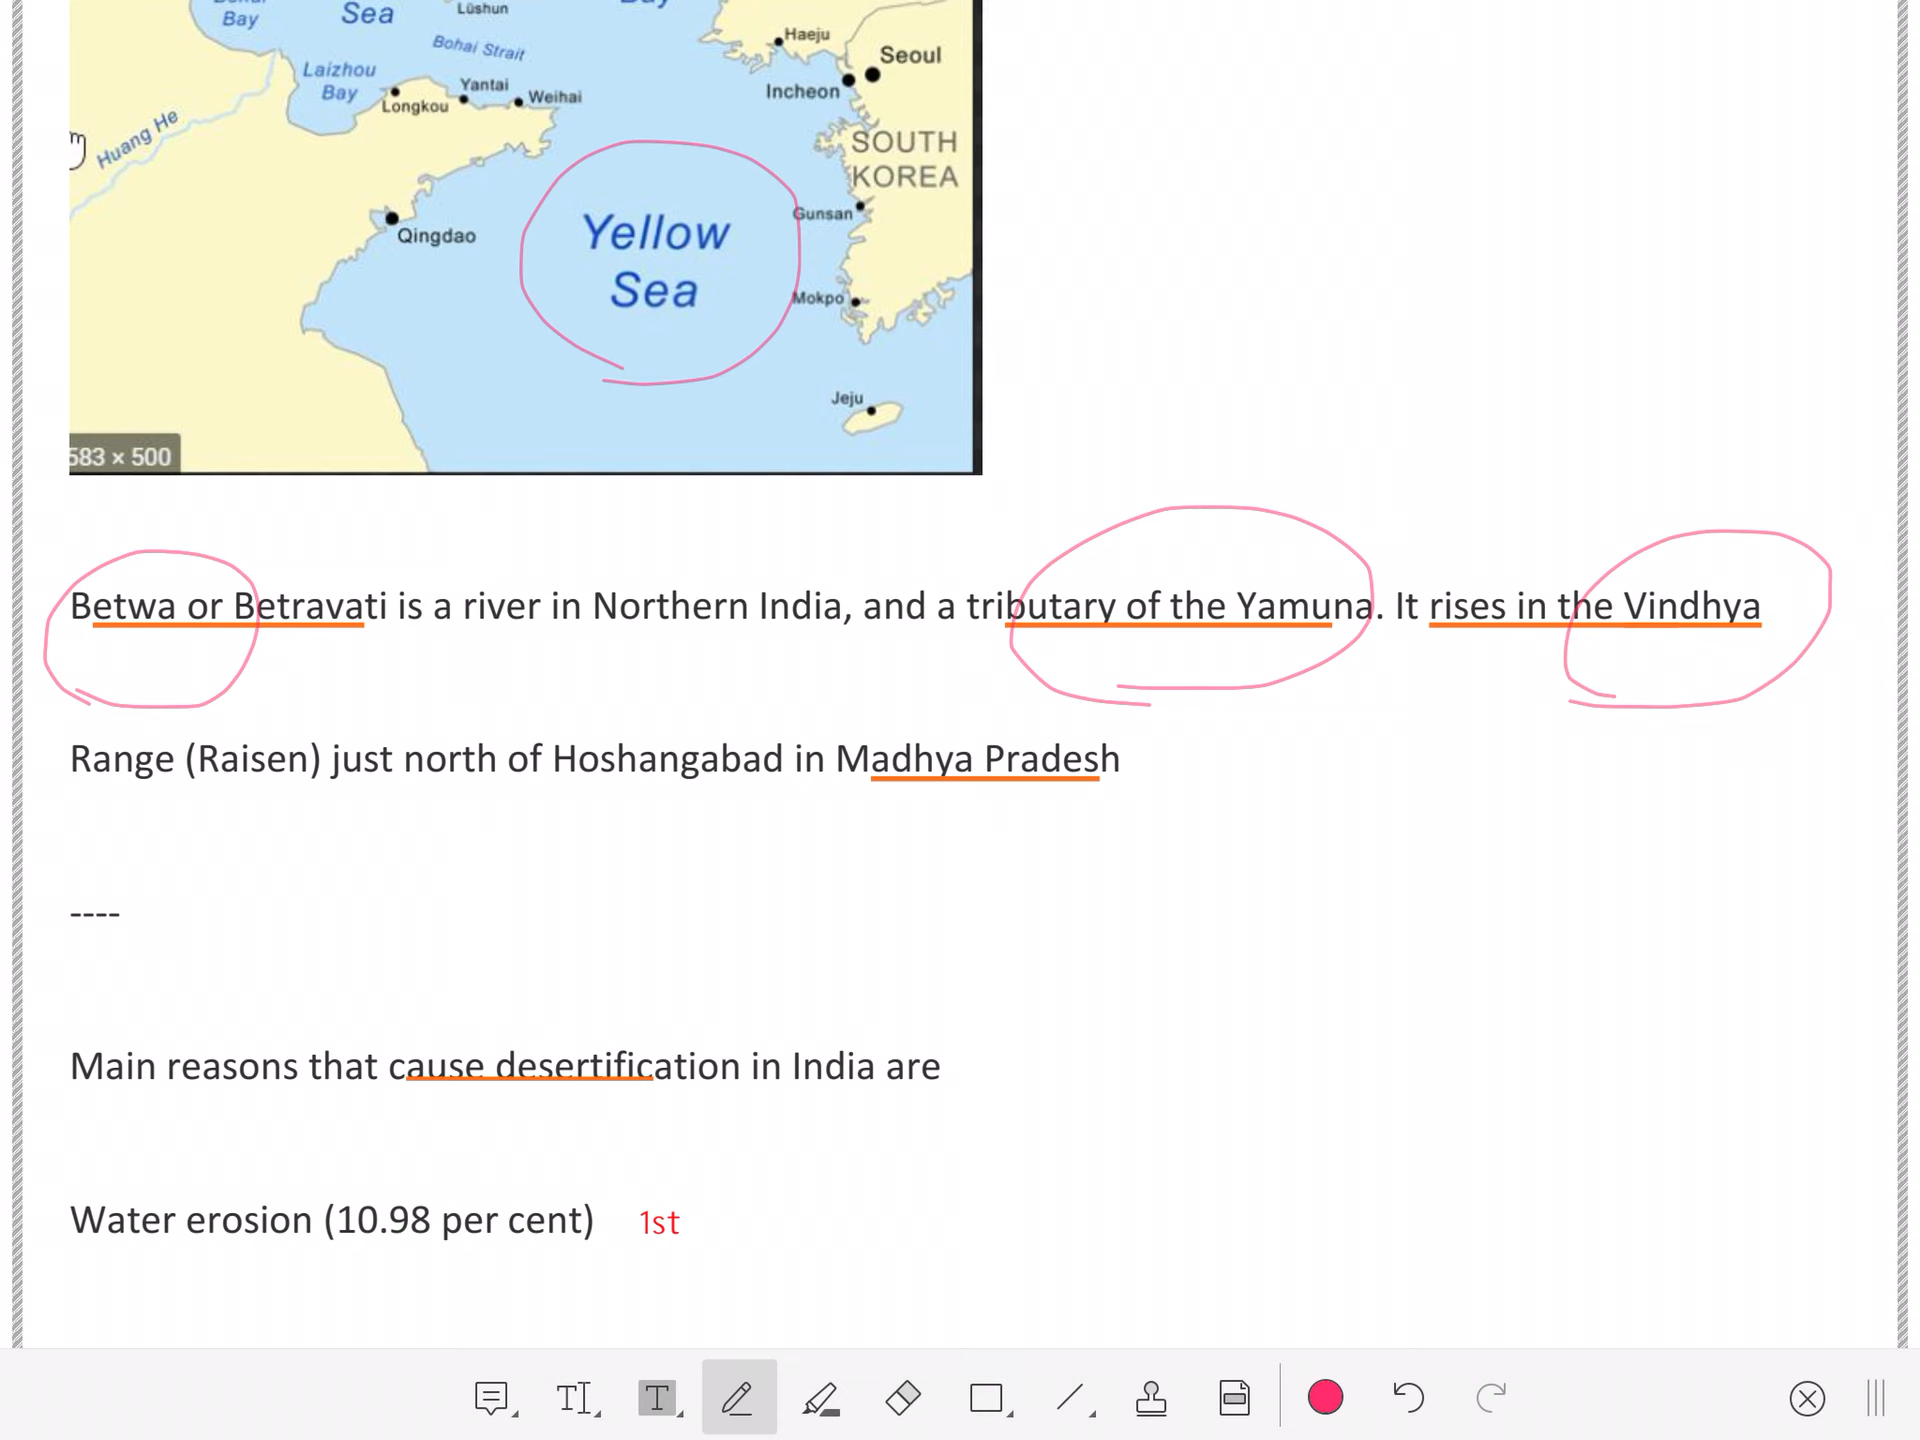 Bay
Sea
Lüshun
Bay
Bohai Strait
Haeju
Seoul
Laizhou
Bay
Longkou
Yantai
Weihai
Incheon
Huang He
SOUTH
KOREA
Qingdao
Yellow
Sea
Gunsan
Mokpo
Jeju
583 × 500
Betwa or Betravati is a river in Northern India, and a tributary of the Yamuna. It rises in the Vindhya
Range (Raisen) just north of Hoshangabad in Madhya Pradesh
----
Main reasons that cause desertification in India are
Water erosion (10.98 per cent) 1st